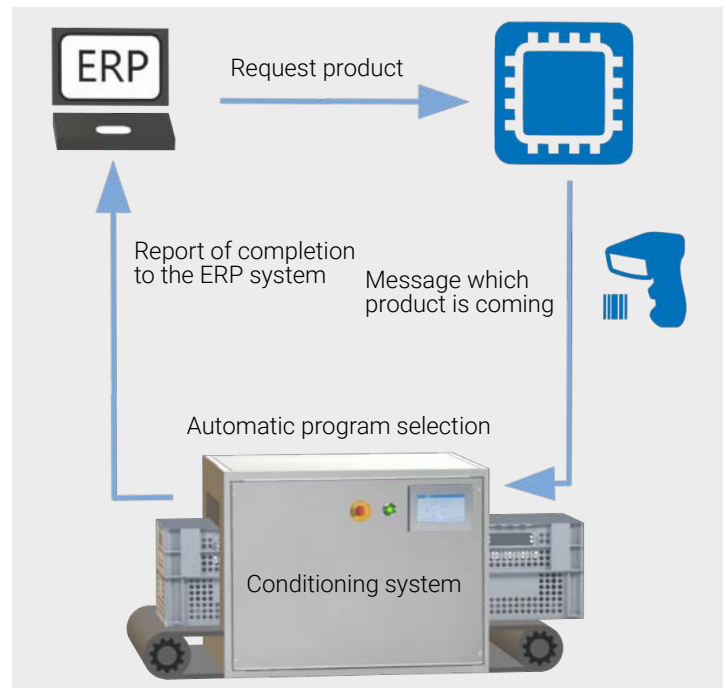 ERP
Request product
Report of completion
to the ERP system
Message which
product is coming
Automatic program selection
Conditioning system